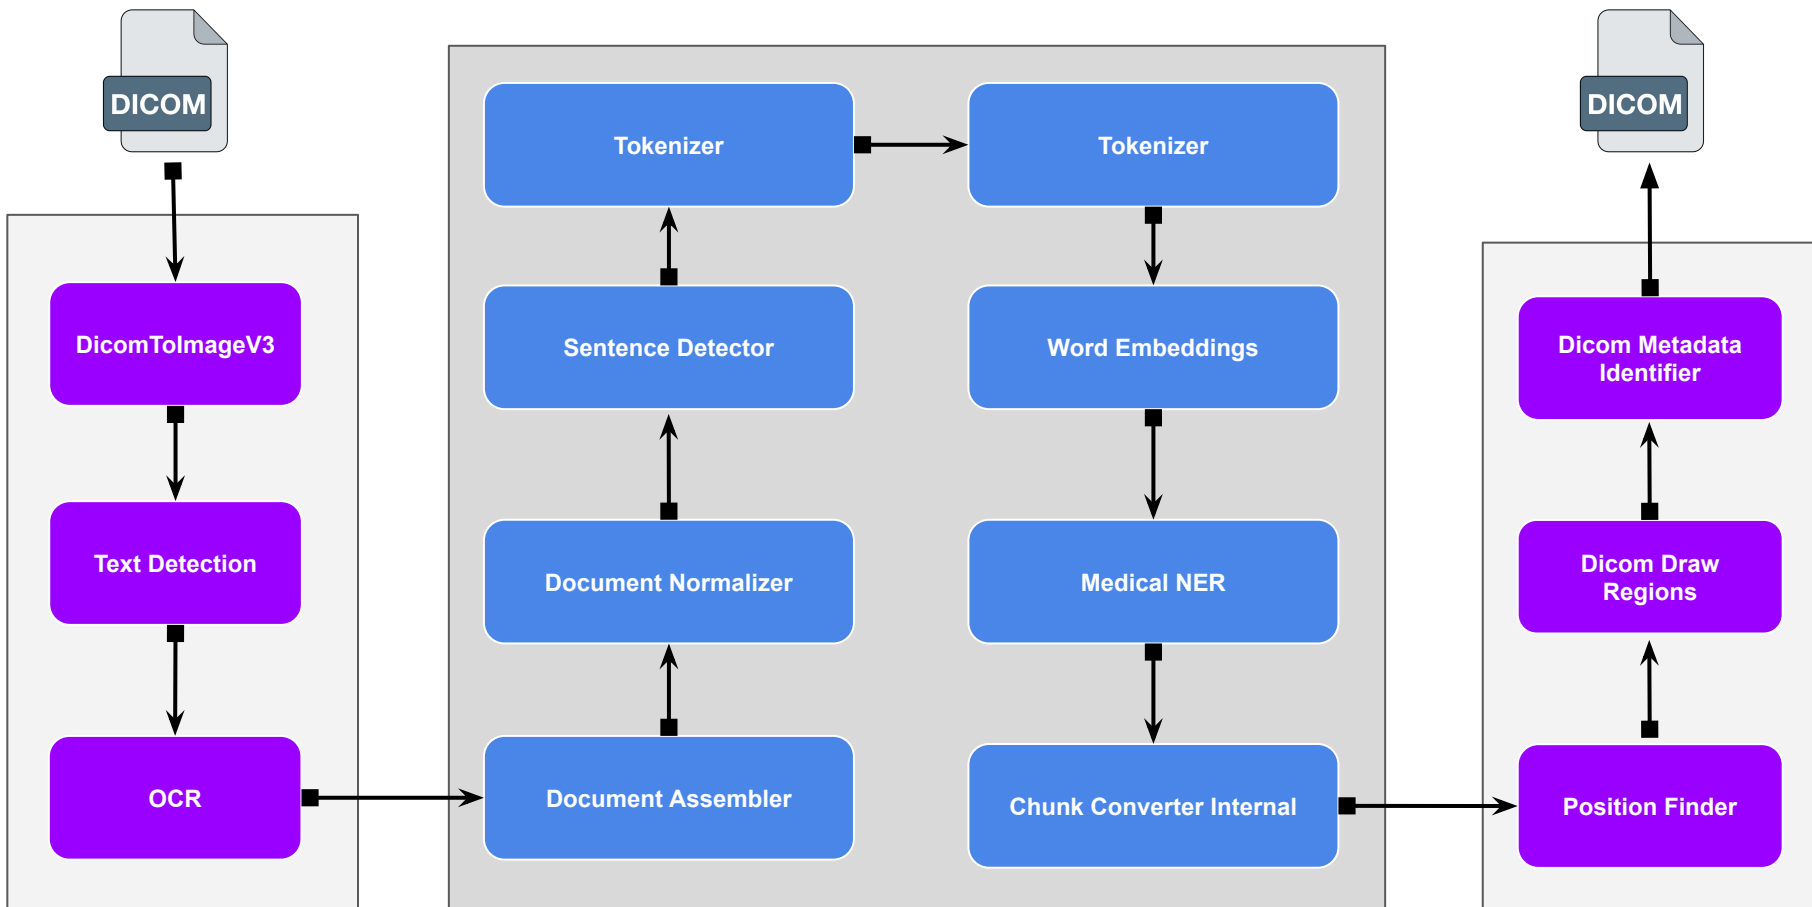 DICOM
DicomToImageV3
Text Detection
OCR
Document Assembler
Document Normalizer
Sentence Detector
Tokenizer
Tokenizer
Word Embeddings
Medical NER
Chunk Converter Internal
Position Finder
Dicom Draw
Regions
Dicom Metadata
Identifier
DICOM